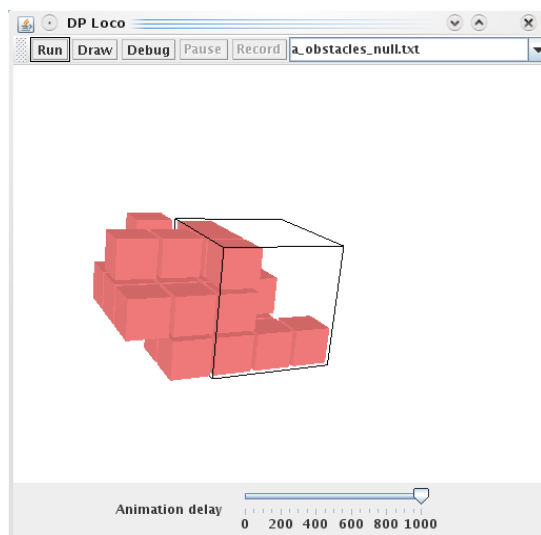 DP Loco
Run Draw Debug Pause Record a_obstacles_null.txt
Animation delay
0 200 400 600 800 1000